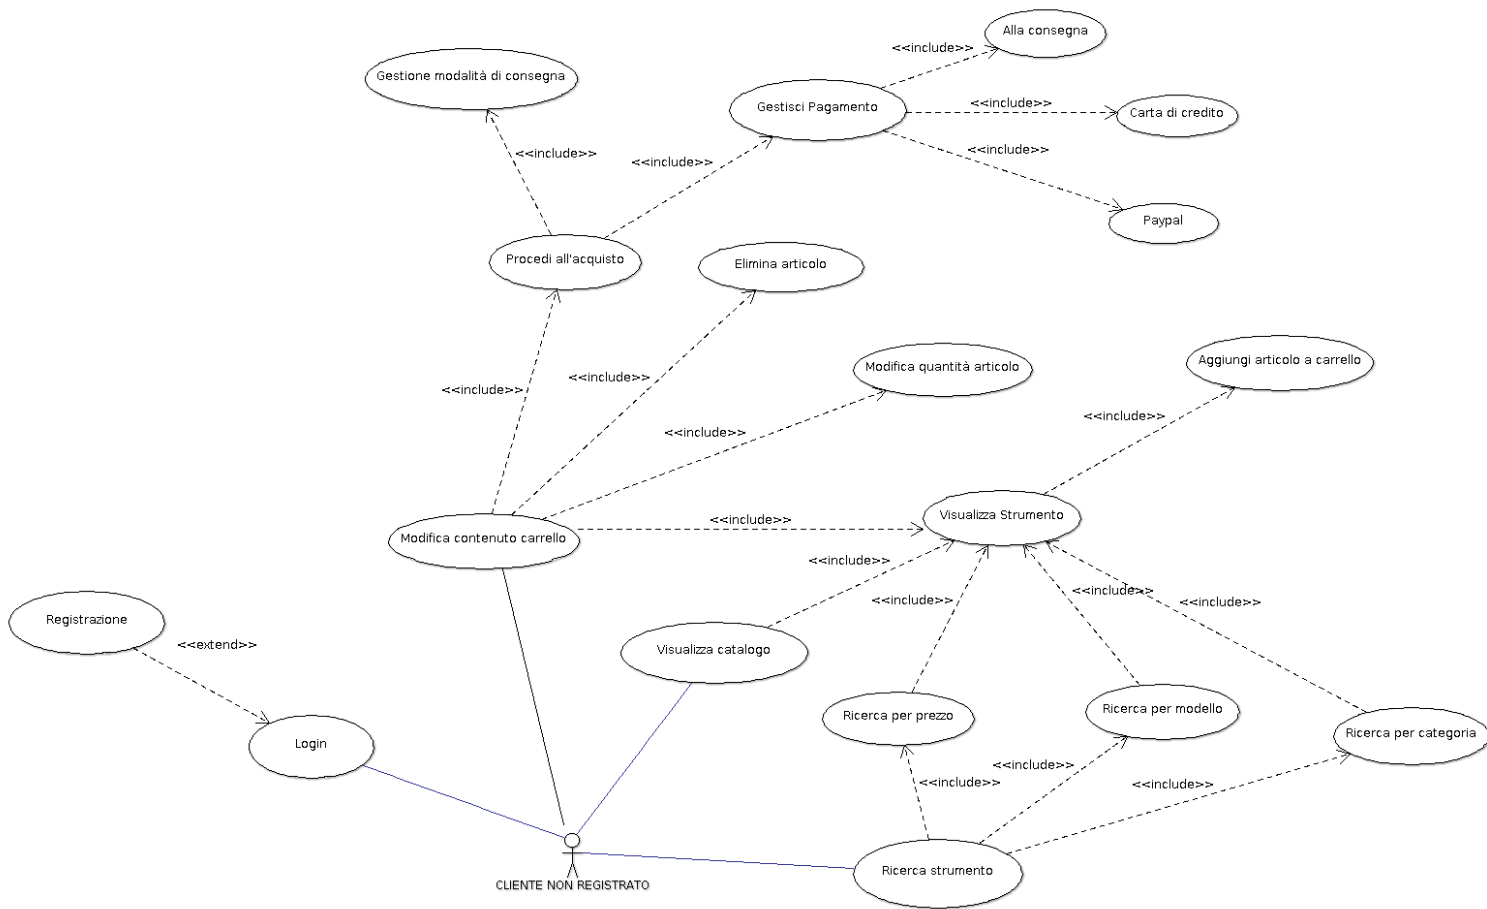 Alla consegna
<<include>>
Gestione modalità di consegna
<<include>>
Gestisci Pagamento
Carta di credito
<<include>>
<<include>>
<<include>>
Paypal
Procedi all'acquisto
Elimina articolo
Aggiungi articolo a carrello
Modifica quantità articolo
<<include>>
<<include>>
<<include>>
<<include>>
Visualizza Strumento
<<include>>
Modifica contenuto carrello
<<include>>
<<include>>
<<include>>
<<include>>
Registrazione
<<extend>>
Visualizza catalogo
Ricerca per modello
Ricerca per prezzo
Ricerca per categoria
Login
<<include>>
<<include>>
<<include>>
Ricerca strumento
CLIENTE NON REGISTRATO